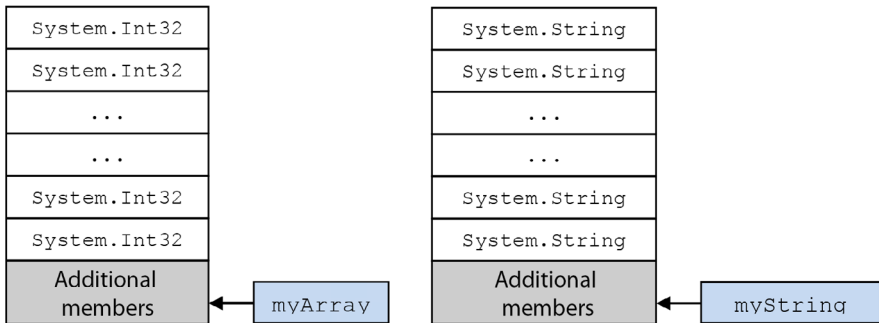 System.Int32
System.Int32
...
...
System.Int32
System.Int32
Additional
members
myArray
System.String
System.String
...
...
System.String
System.String
Additional
members
myString